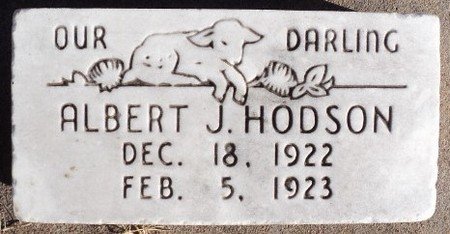 OUR DARLING
ALBERT J. HODSON
DEC. 18, 1922
FEB. 5, 1923